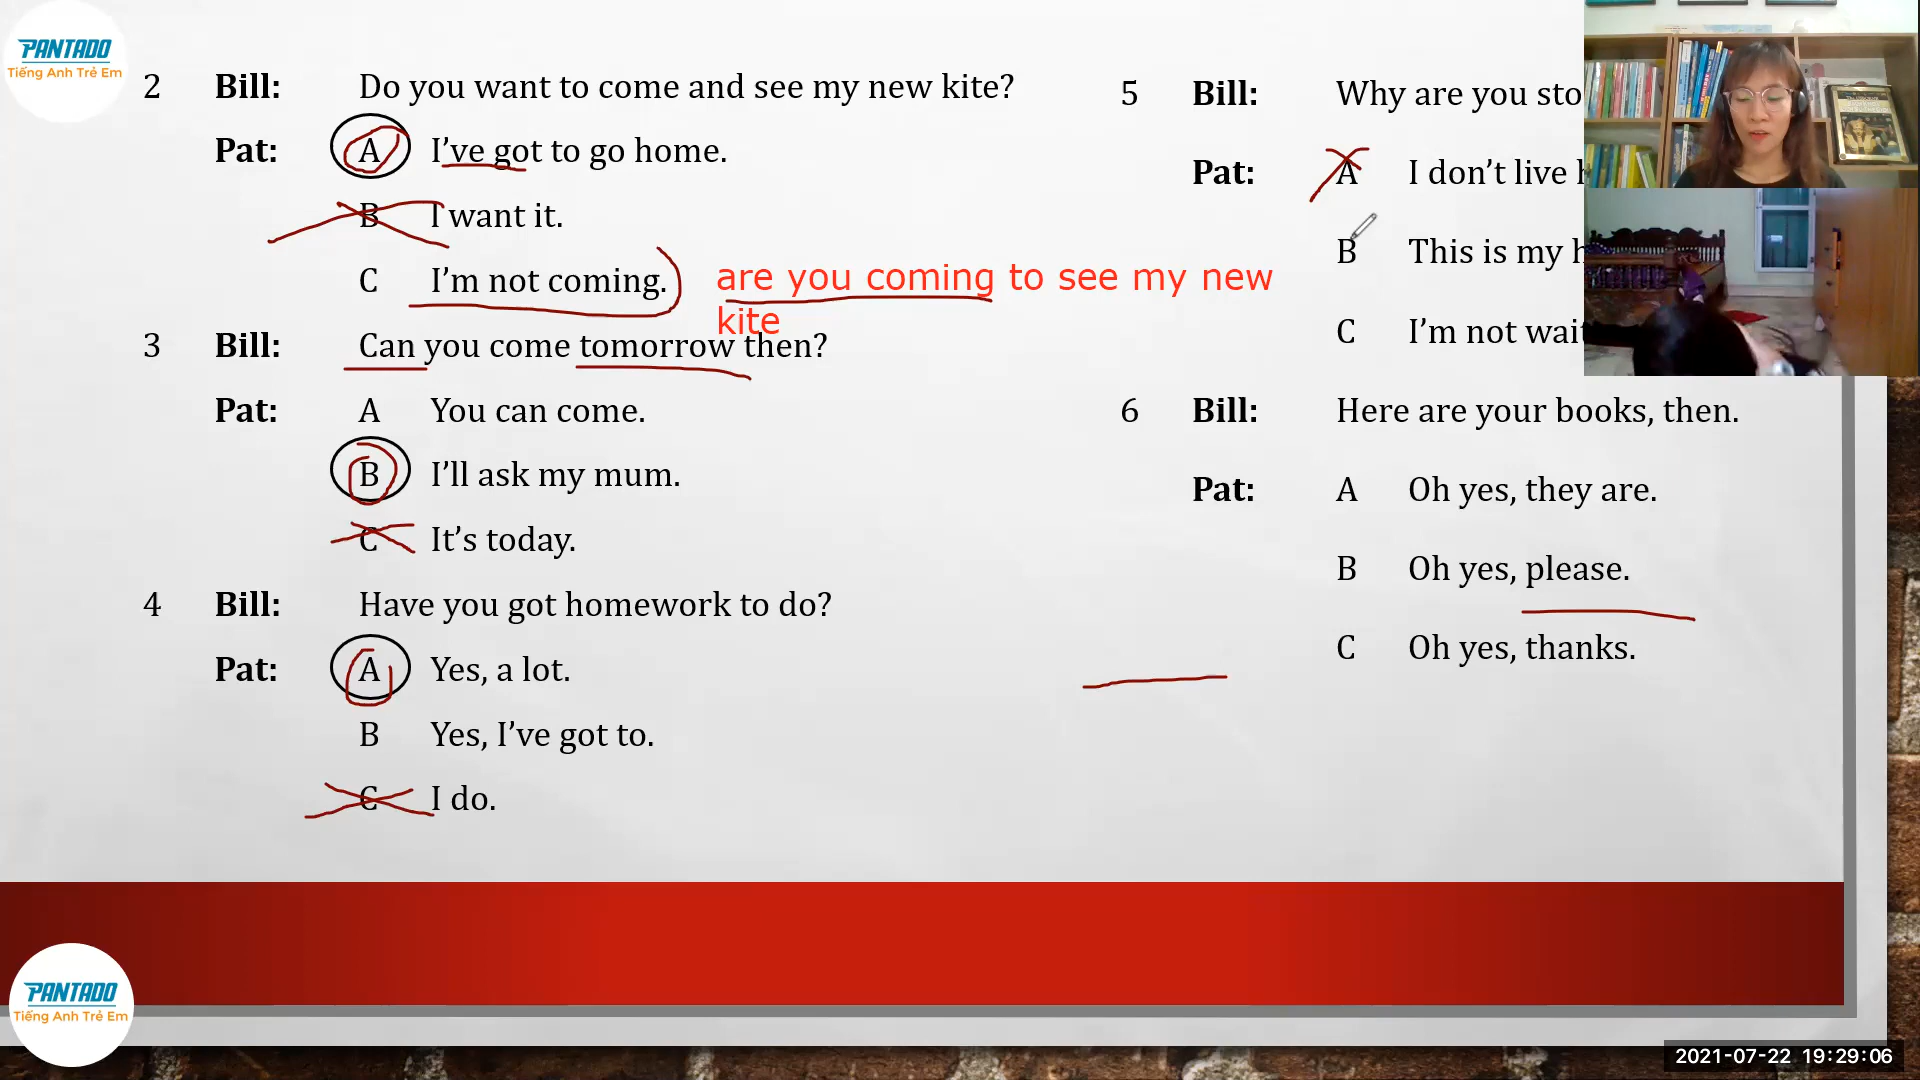 PANTADO
Tiếng Anh Trẻ Em
2 Bill: Do you want to come and see my new kite?
Pat: A I've got to go home.
B I want it.
C I'm not coming.
are you coming to see my new
kite
3 Bill: Can you come tomorrow then?
Pat: A You can come.
B I'll ask my mum.
C It's today.
4 Bill: Have you got homework to do?
Pat: A Yes, a lot.
B Yes, I've got to.
C I do.
5 Bill: Why are you
Pat: A I don't live
B This is my
C I'm not
6 Bill: Here are your books, then.
Pat: A Oh yes, they are.
B Oh yes, please.
C Oh yes, thanks.
PANTADO
Tiếng Anh Trẻ Em
2021-07-22 19:29:06